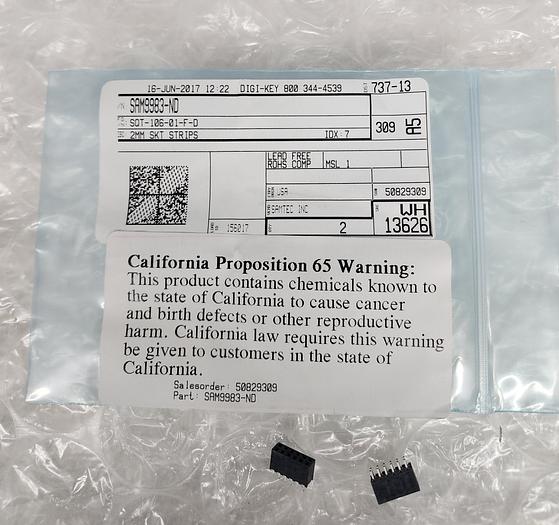 16-JUN-2017 12:22 DIGI-KEY 800 344-4539 737-13
SAM9983-ND
SQT-106-01-F-D
2MM SKT STRIPS IDX:7
309 A5
LEAD FREE
ROHS COMP MSL 1
USA 50829309
SAMTEC INC WH
156017 2 13626
California Proposition 65 Warning:
This product contains chemicals known to
the state of California to cause cancer
and birth defects or other reproductive
harm. California law requires this warning
be given to customers in the state of
California.
Salesorder: 50829309
Part: SAM9983-ND